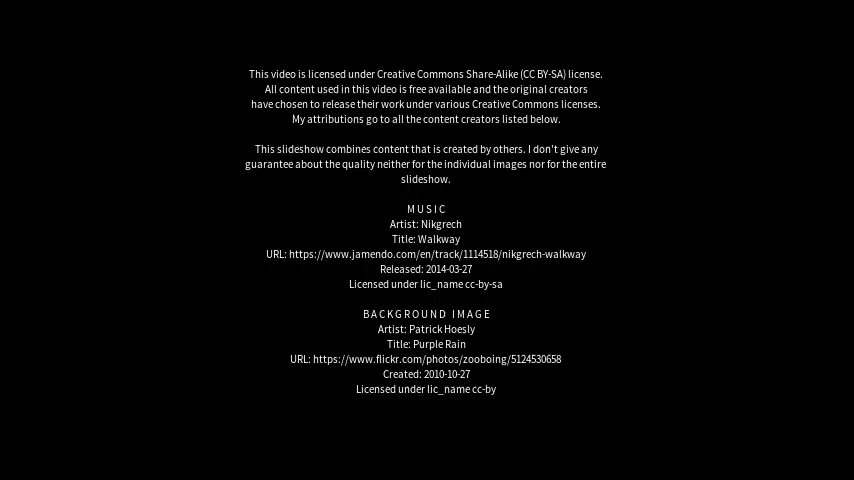 This video is licensed under Creative Commons Share-Alike (CC BY-SA) license.
All content used in this video is free available and the original creators
have chosen to release their work under various Creative Commons licenses.
My attributions go to all the content creators listed below.
This slideshow combines content that is created by others. I don't give any
guarantee about the quality neither for the individual images nor for the entire
slideshow.
MUSIC
Artist: Nikgrech
Title: Walkway
URL: https://www.jamendo.com/en/track/1114518/nikgrech-walkway
Released: 2014-03-27
Licensed under lic_name cc-by-sa
BACKGROUND IMAGE
Artist: Patrick Hoesly
Title: Purple Rain
URL: https://www.flickr.com/photos/zooboing/5124530658
Created: 2010-10-27
Licensed under lic_name cc-by